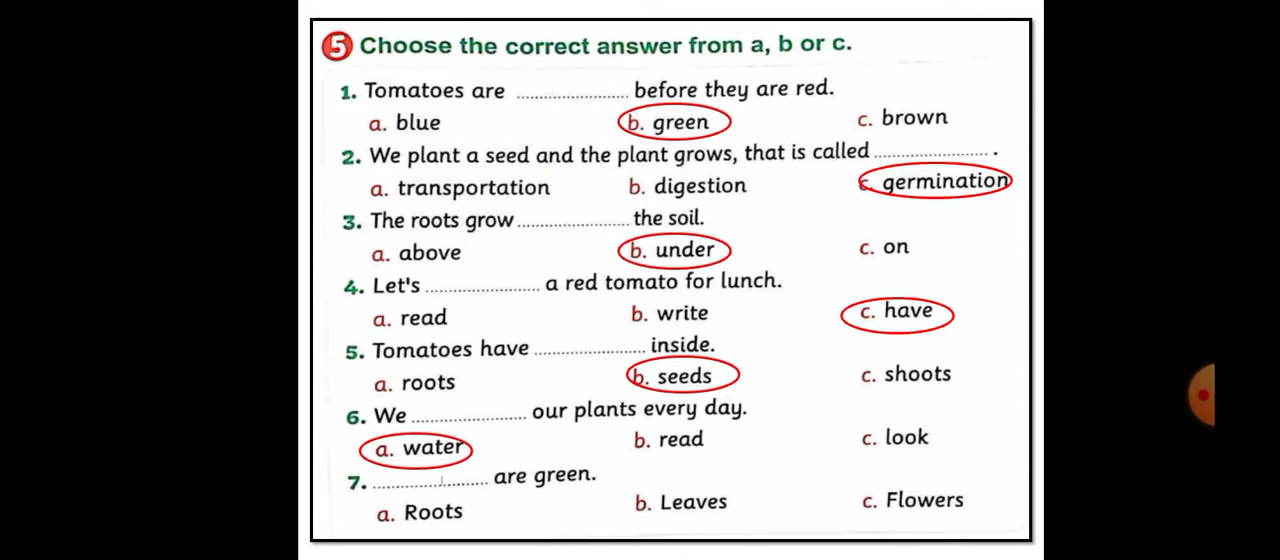 5 Choose the correct answer from a, b or c.
1. Tomatoes are .......................... before they are red.
a. blue b. green c. brown
2. We plant a seed and the plant grows, that is called .......................... .
a. transportation b. digestion c. germination
3. The roots grow .......................... the soil.
a. above b. under c. on
4. Let's .......................... a red tomato for lunch.
a. read b. write c. have
5. Tomatoes have .......................... inside.
a. roots b. seeds c. shoots
6. We .......................... our plants every day.
a. water b. read c. look
7. .......................... are green.
a. Roots b. Leaves c. Flowers